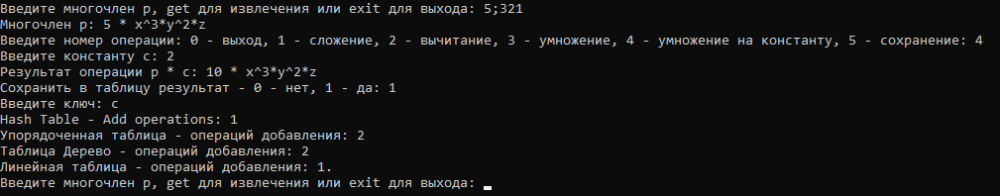 Введите многочлен p, get для извлечения или exit для выхода: 5;321
Многочлен p: 5 * x^3*y^2*z
Введите номер операции: 0 - выход, 1 - сложение, 2 - вычитание, 3 - умножение, 4 - умножение на константу, 5 - сохранение: 4
Введите константу c: 2
Результат операции p * c: 10 * x^3*y^2*z
Сохранить в таблицу результат - 0 - нет, 1 - да: 1
Введите ключ: c
Hash Table - Add operations: 1
Упорядоченная таблица - операций добавления: 2
Таблица Дерево - операций добавления: 2
Линейная таблица - операций добавления: 1.
Введите многочлен p, get для извлечения или exit для выхода: